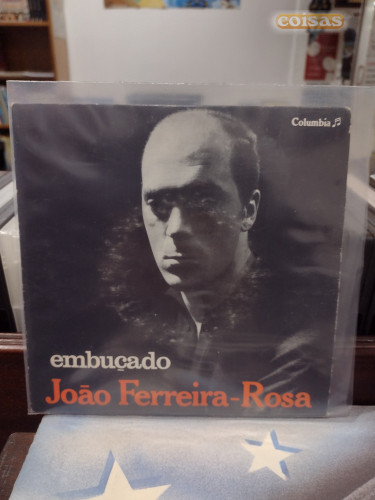 coisas
Columbia
embuçado
João Ferreira-Rosa